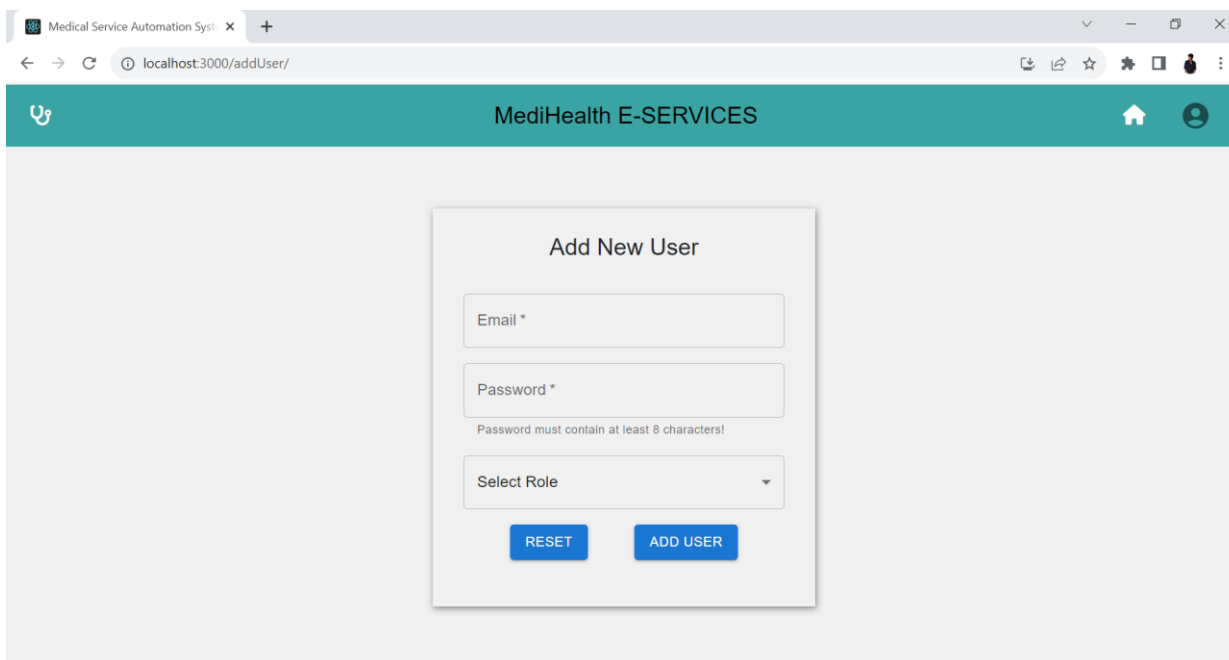 Medical Service Automation Syst
localhost:3000/addUser/
MediHealth E-SERVICES
Add New User
Email *
Password *
Password must contain at least 8 characters!
Select Role
RESET ADD USER